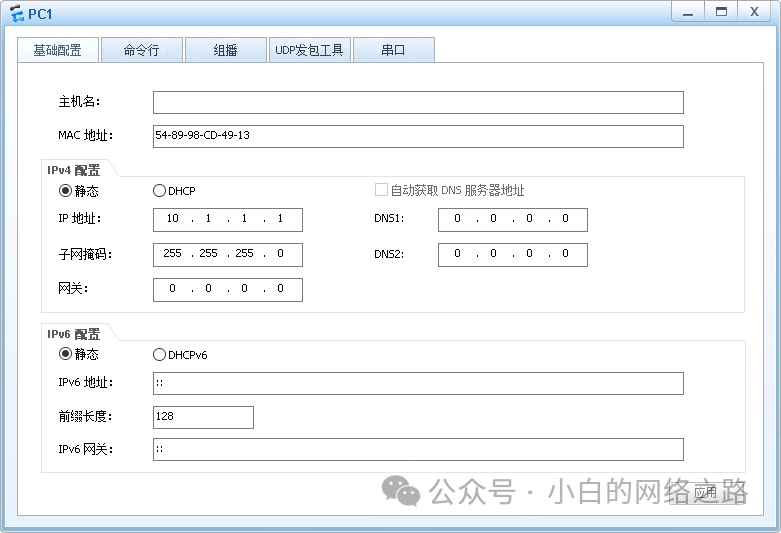 PC1
基础配置 命令行 组播 UDP发包工具 串口
主机名：
MAC 地址： 54-89-98-CD-49-13
IPv4 配置
静态 DHCP 自动获取 DNS 服务器地址
IP 地址： 10 . 1 . 1 . 1 DNS1: 0 . 0 . 0 . 0
子网掩码： 255 . 255 . 255 . 0 DNS2: 0 . 0 . 0 . 0
网关： 0 . 0 . 0 . 0
IPv6 配置
静态 DHCPv6
IPv6 地址： ::
前缀长度： 128
IPv6 网关： ::
应用
公众号 · 小白的网络之路